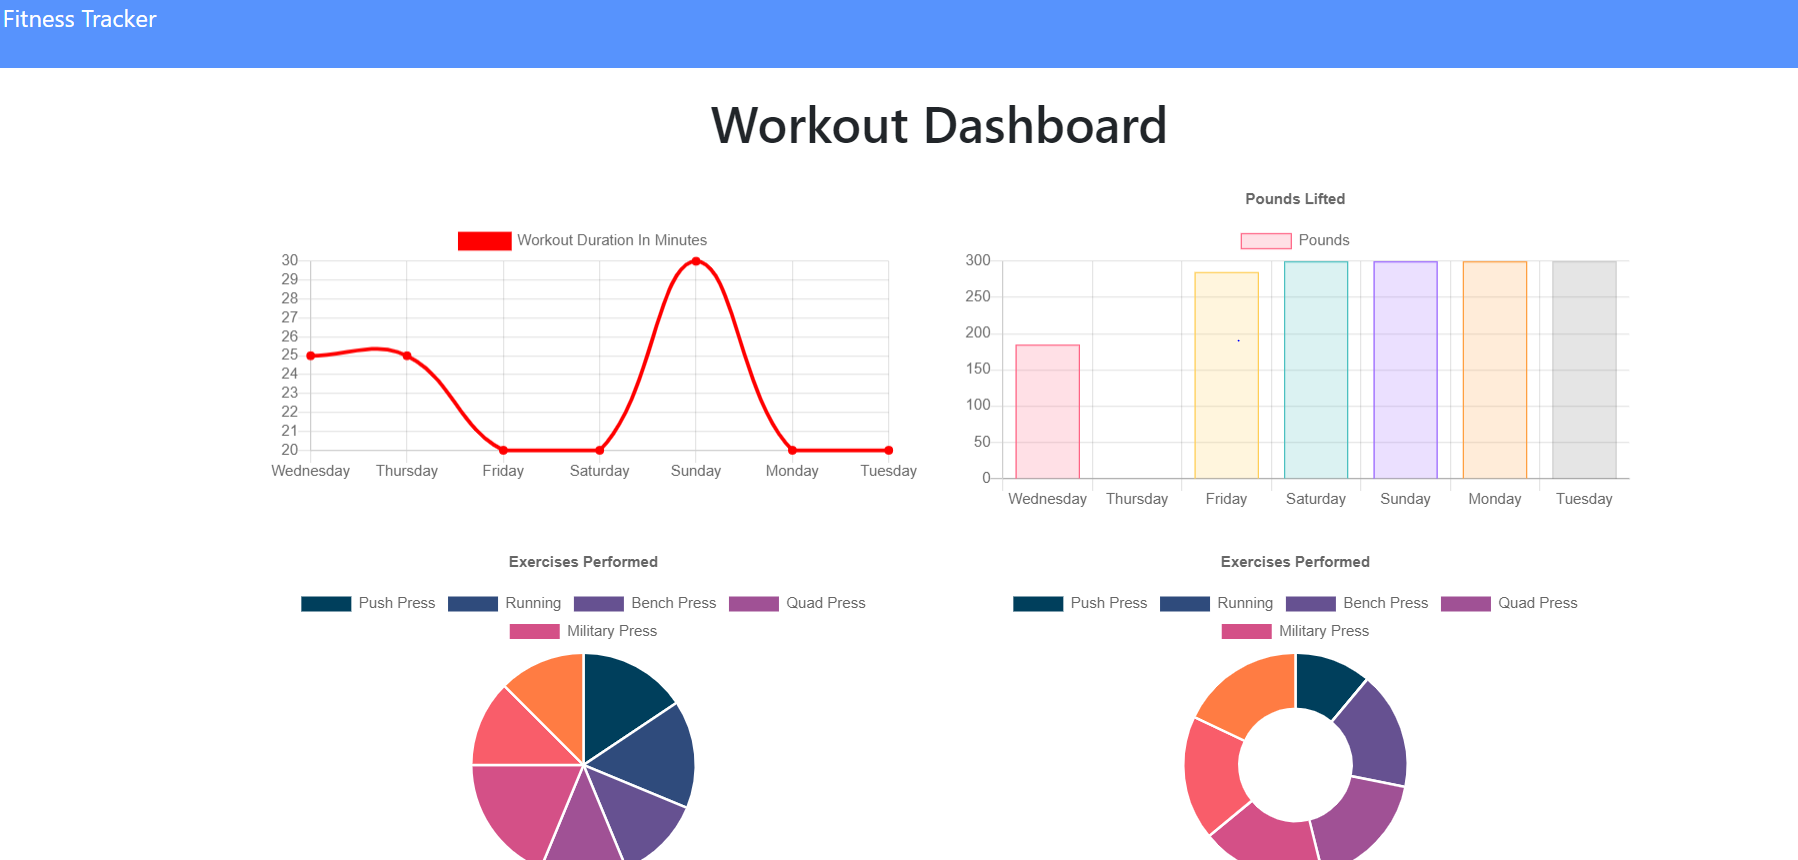 Fitness Tracker
Workout Dashboard
Workout Duration In Minutes
30
29
28
27
26
25
24
23
22
21
20
Wednesday Thursday Friday Saturday Sunday Monday Tuesday
Pounds Lifted
Pounds
300
250
200
150
100
50
0
Wednesday Thursday Friday Saturday Sunday Monday Tuesday
Exercises Performed
Push Press Running Bench Press Quad Press
Military Press
Exercises Performed
Push Press Running Bench Press Quad Press
Military Press